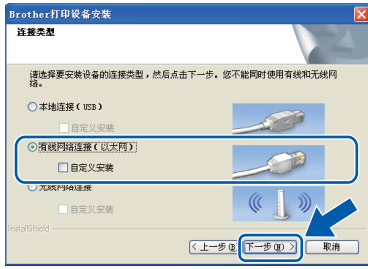 Brother打印设备安装
连接类型
请选择要安装设备的连接类型，然后点击下一步。您不能同时使用有线和无线网
络。
本地连接(USB)
自定义安装
有线网络连接(以太网)
自定义安装
无线网络连接
自定义安装
InstallShield
< 上一步(B) 下一步(N) > 取消